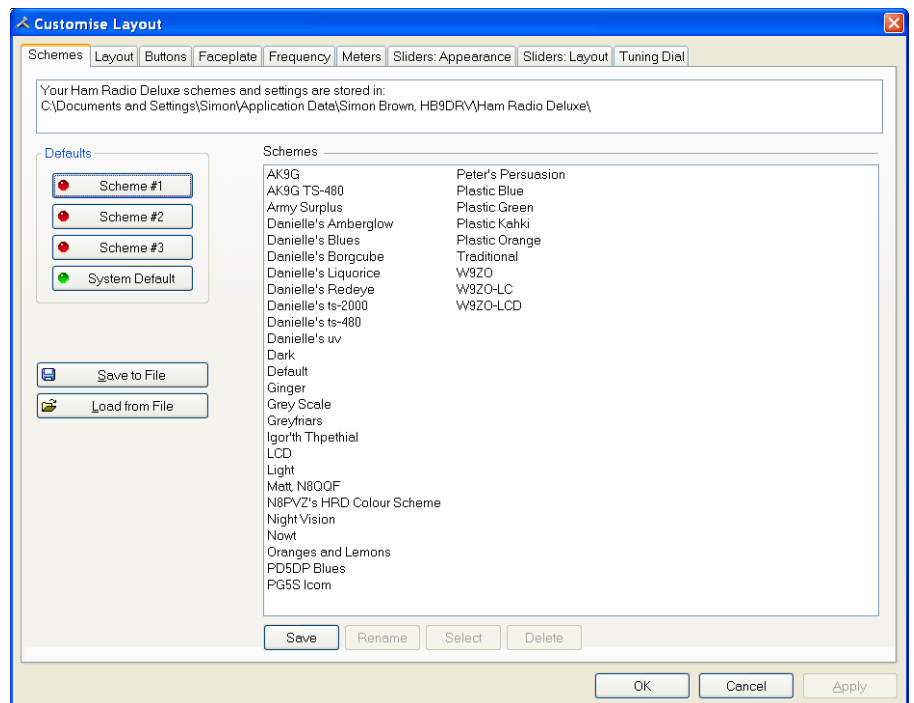 Customise Layout
Schemes Layout Buttons Faceplate Frequency Meters Sliders: Appearance Sliders: Layout Tuning Dial
Your Ham Radio Deluxe schemes and settings are stored in:
C:\Documents and Settings\Simon\Application Data\Simon Brown, HB9DRV\Ham Radio Deluxe\
Defaults
Scheme #1
Scheme #2
Scheme #3
System Default
Save to File
Load from File
Schemes
AK9G
AK9G TS-480
Army Surplus
Danielle's Amberglow
Danielle's Blues
Danielle's Borgcube
Danielle's Liquorice
Danielle's Redeye
Danielle's ts-2000
Danielle's ts-480
Danielle's uv
Dark
Default
Ginger
Grey Scale
Greyfriars
Igor'th Thpethial
LCD
Light
Matt, N8QQF
N8PVZ's HRD Colour Scheme
Night Vision
Nowt
Oranges and Lemons
PD5DP Blues
PG5S Icom
Peter's Persuasion
Plastic Blue
Plastic Green
Plastic Kahki
Plastic Orange
Traditional
W9ZO
W9ZO-LC
W9ZO-LCD
Save Rename Select Delete
OK Cancel Apply